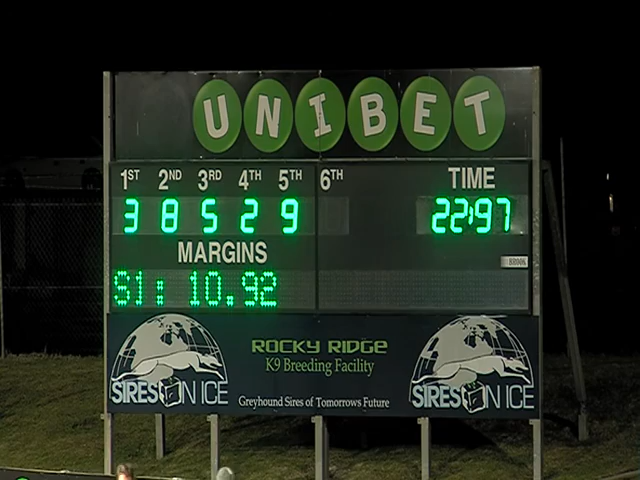 UNIBET
1ST 2ND 3RD 4TH 5TH 6TH TIME
3 8 5 2 9 22:97
MARGINS
S1: 10.92
ROCKY RIDGE
K9 Breeding Facility
SIRES ON ICE
SIRES ON ICE
Greyhound Sires of Tomorrows Future